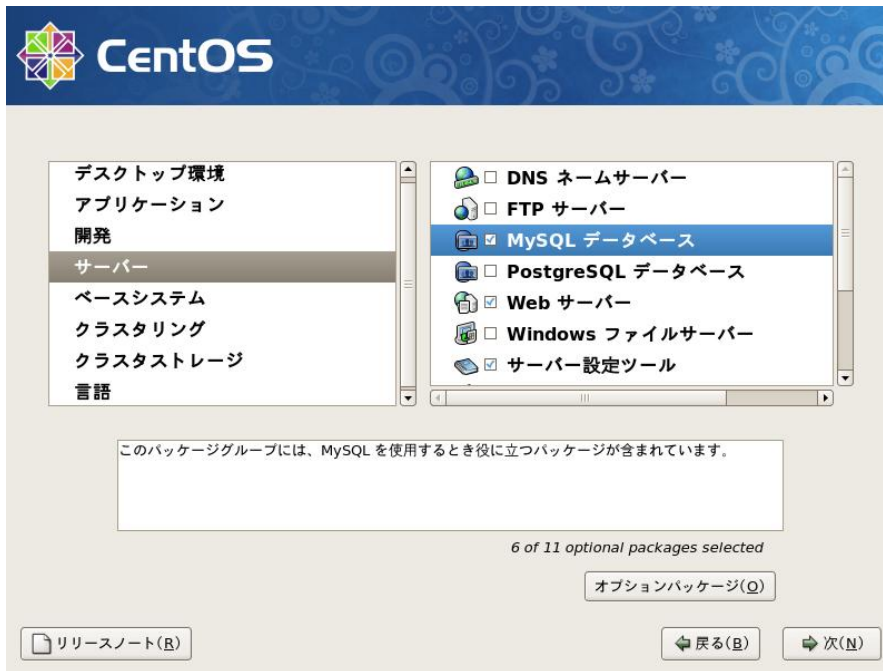 CentOS
デスクトップ環境
アプリケーション
開発
サーバー
ベースシステム
クラスタリング
クラスタストレージ
言語
DNS ネームサーバー
FTP サーバー
MySQL データベース
PostgreSQL データベース
Web サーバー
Windows ファイルサーバー
サーバー設定ツール
このパッケージグループには、MySQL を使用するとき役に立つパッケージが含まれています。
6 of 11 optional packages selected
オプションパッケージ(O)
リリースノート(R)
戻る(B)
次(N)